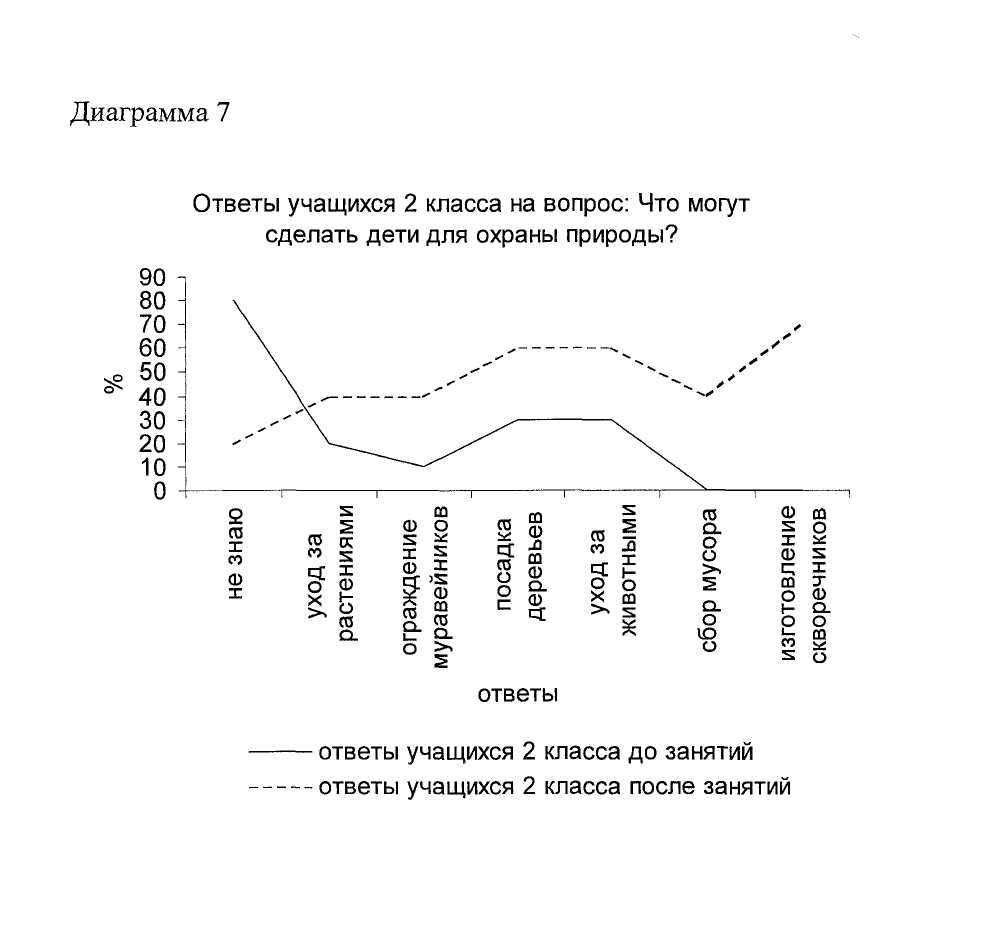 Диаграмма 7
Ответы учащихся 2 класса на вопрос: Что могут
сделать дети для охраны природы?
90
80
70
60
50
40
30
20
10
0
%
не знаю
уход за
растениями
ограждение
муравейников
посадка
деревьев
уход за
животными
сбор мусора
изготовление
скворечников
ответы
ответы учащихся 2 класса до занятий
ответы учащихся 2 класса после занятий